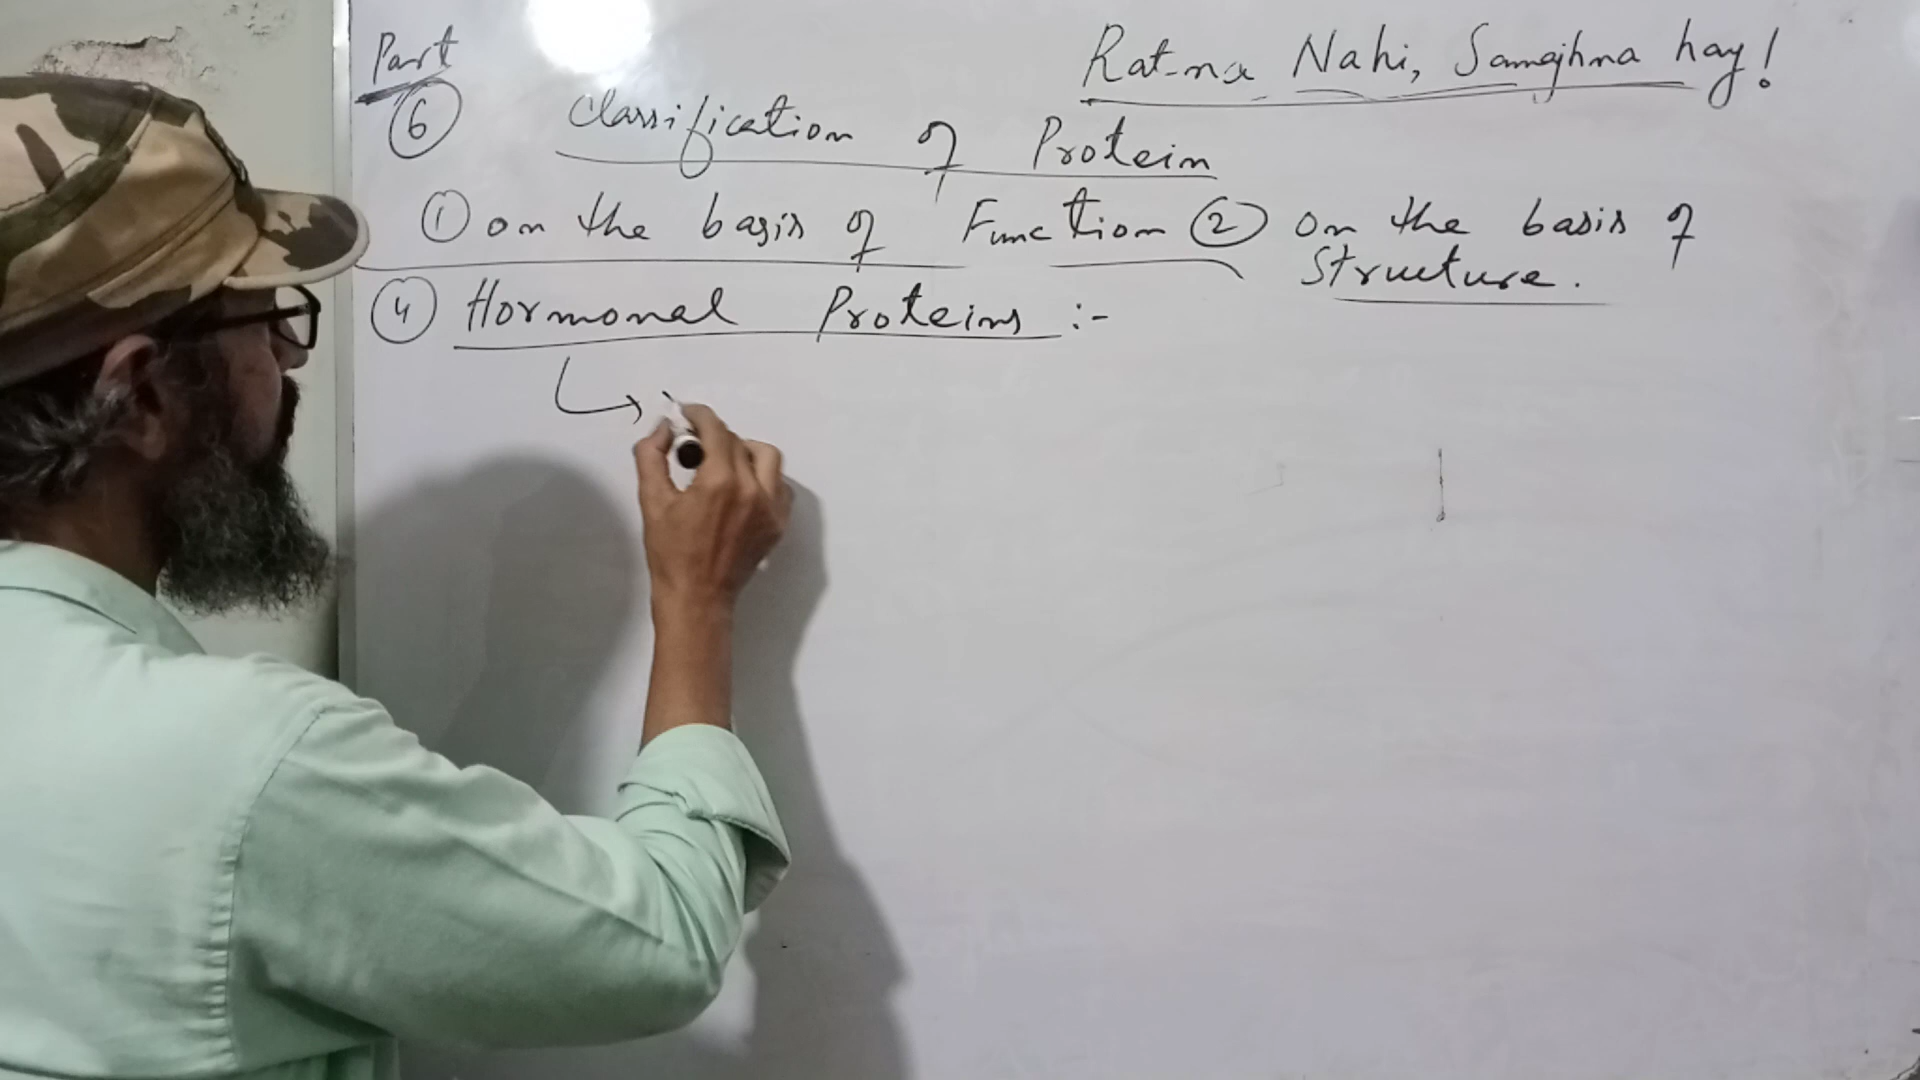 Part
Rat-na Nahi, Samajhna hay!
⑥ Classification of Protein
① on the basis of Function ② on the basis of
Structure.
④ Hormonal Proteins :-